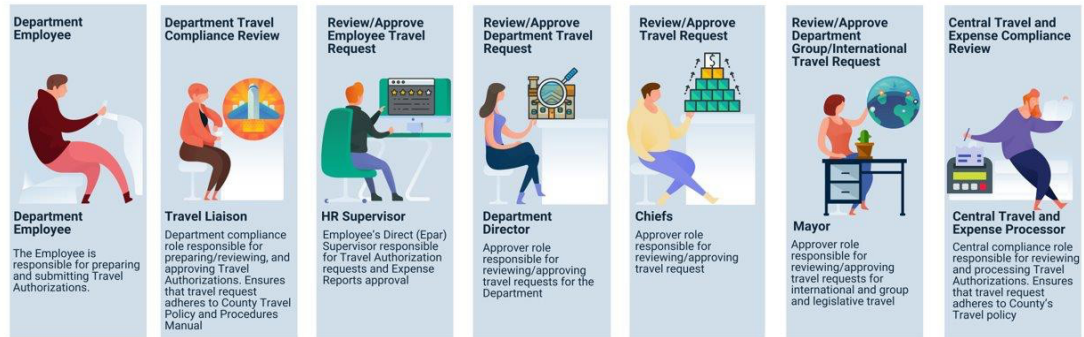 Department
Employee
Department
Employee
The Employee is
responsible for preparing
and submitting Travel
Authorizations.
Department Travel
Compliance Review
Travel Liaison
Department compliance
role responsible for
preparing/reviewing, and
approving Travel
Authorizations. Ensures
that travel request
adheres to County Travel
Policy and Procedures
Manual
Review/Approve
Employee Travel
Request
HR Supervisor
Employee's Direct (Epar)
Supervisor responsible
for Travel Authorization
requests and Expense
Reports approval
Review/Approve
Department Travel
Request
Department
Director
Approver role
responsible for
reviewing/approving
travel requests for the
Department
Review/Approve
Travel Request
$
Chiefs
Approver role
responsible for
reviewing/approving
travel request
Review/Approve
Department
Group/International
Travel Request
Mayor
Approver role
responsible for
reviewing/approving
travel requests for
international and group
and legislative travel
Central Travel and
Expense Compliance
Review
Central Travel and
Expense Processor
Central compliance role
responsible for reviewing
and processing Travel
Authorizations. Ensures
that travel request
adheres to County's
Travel policy